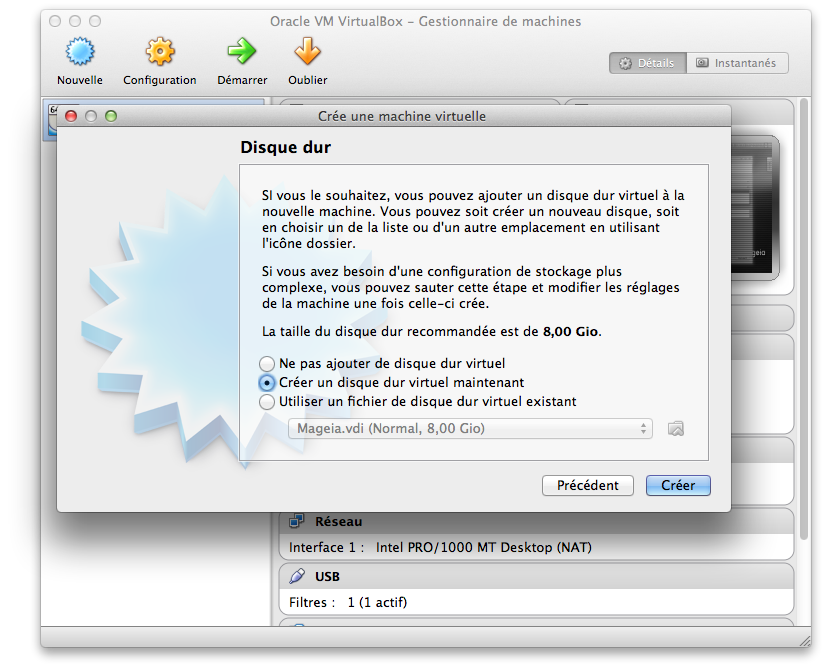 Oracle VM VirtualBox – Gestionnaire de machines
Nouvelle
Configuration
Démarrer
Oublier
Détails
Instantanés
64
Crée une machine virtuelle
Disque dur
SI vous le souhaitez, vous pouvez ajouter un disque dur virtuel à la
nouvelle machine. Vous pouvez soit créer un nouveau disque, soit
en choisir un de la liste ou d'un autre emplacement en utilisant
l'icône dossier.
Si vous avez besoin d'une configuration de stockage plus
complexe, vous pouvez sauter cette étape et modifier les réglages
de la machine une fois celle-ci crée.
La taille du disque dur recommandée est de 8,00 Gio.
Ne pas ajouter de disque dur virtuel
Créer un disque dur virtuel maintenant
Utiliser un fichier de disque dur virtuel existant
Mageia.vdi (Normal, 8,00 Gio)
Précédent
Créer
Réseau
Interface 1 : Intel PRO/1000 MT Desktop (NAT)
USB
Filtres : 1 (1 actif)